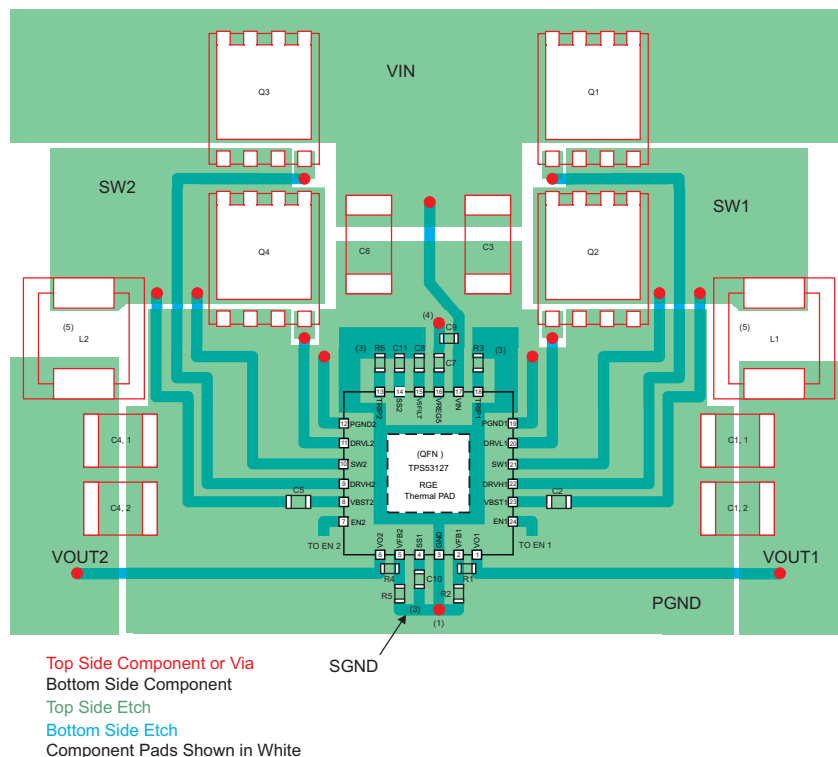 VIN
Q3
Q1
SW2
SW1
Q4
C6
C3
Q2
(5)
L2
(5)
L1
(4)
C9
(3)
R6
C11
C8
C7
R3
(3)
13
14
15
16
17
18
TRIP2
SS2
V5FILT
VREG5
VIN
TRIP1
12
PGND2
PGND1
19
11
DRVL2
DRVL1
20
10
SW2
SW1
21
9
DRVH2
DRVH1
22
8
VBST2
VBST1
23
7
EN2
EN1
24
(QFN )
TPS53127
RGE
Thermal PAD
C4, 1
C4, 2
C5
C2
C1, 1
C1, 2
TO EN 2
TO EN 1
VO2
VFB2
SS1
GND
VFB1
VO1
6
5
4
3
2
1
VOUT2
VOUT1
R4
R5
C10
R1
R2
(3)
(1)
PGND
SGND
Top Side Component or Via
Bottom Side Component
Top Side Etch
Bottom Side Etch
Component Pads Shown in White